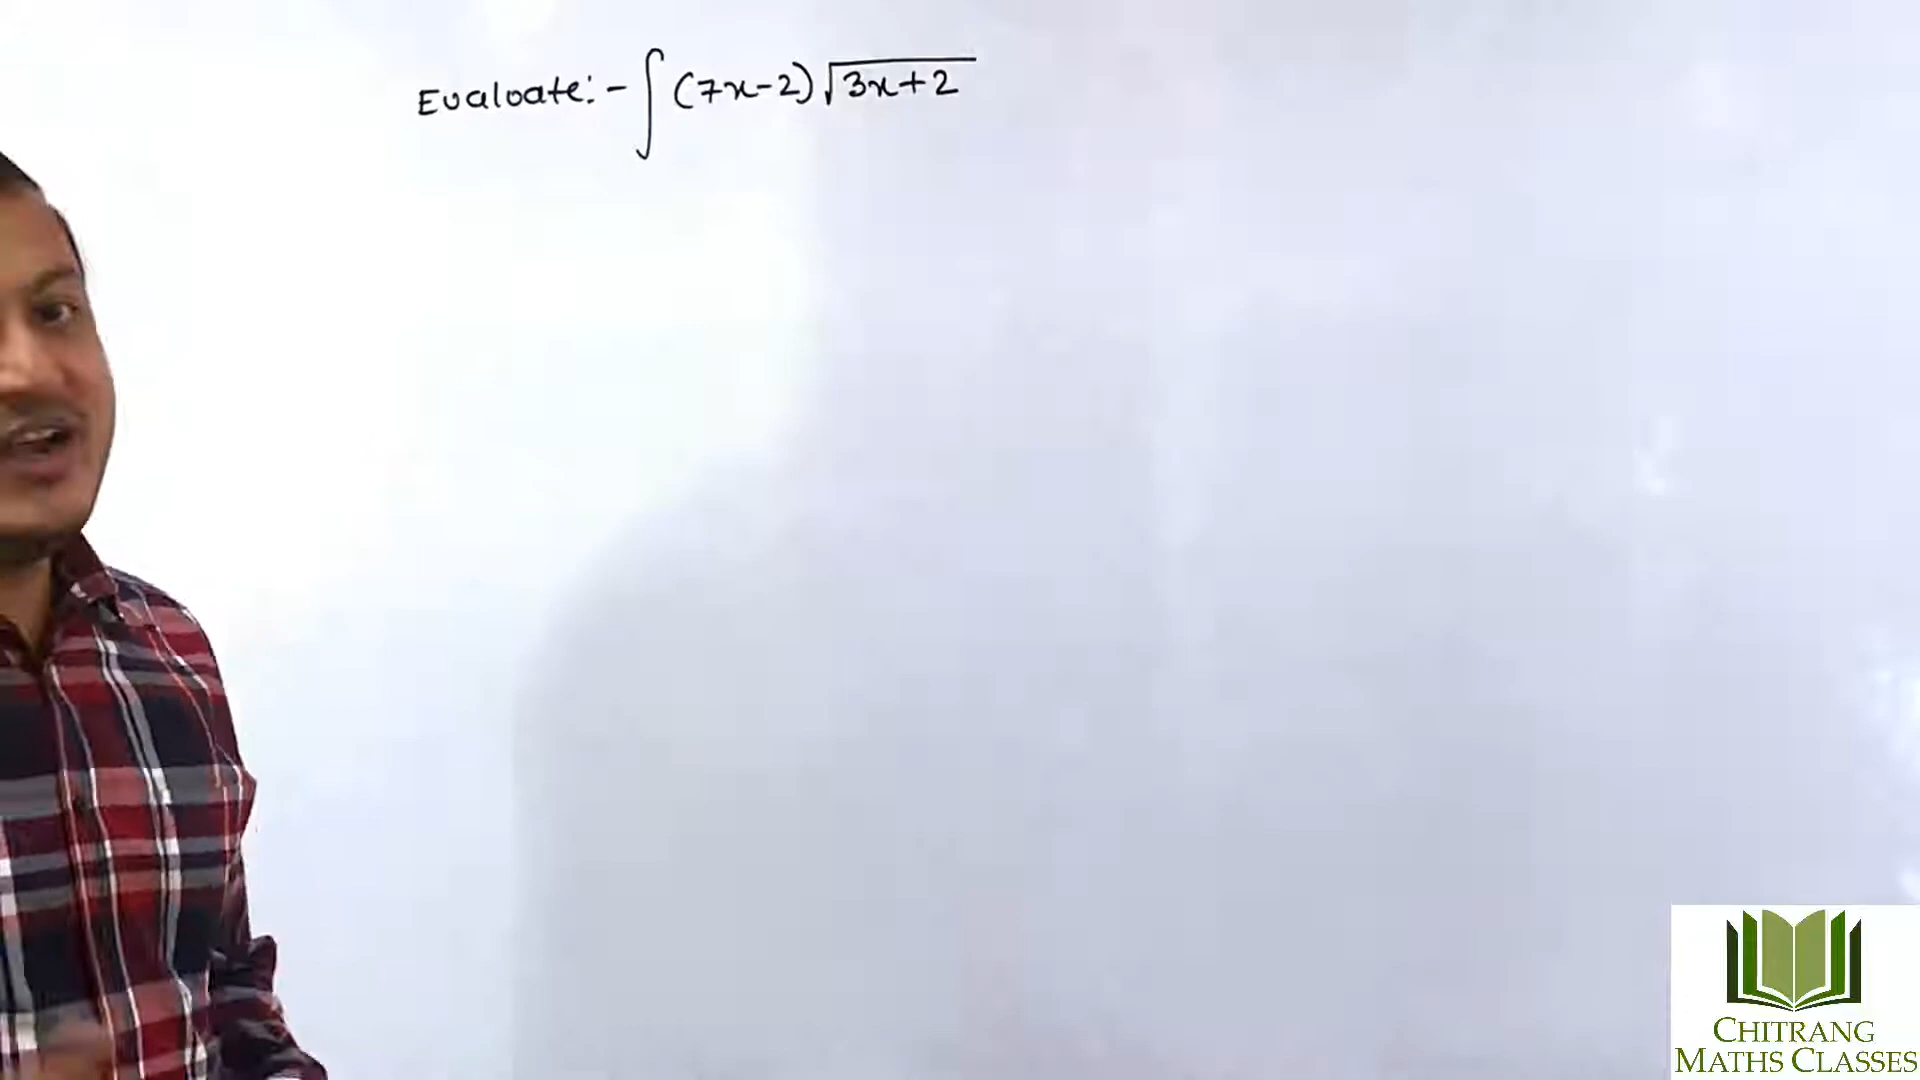 Evaluate:- ∫(7x-2)√3x+2
CHITRANG
MATHS CLASSES